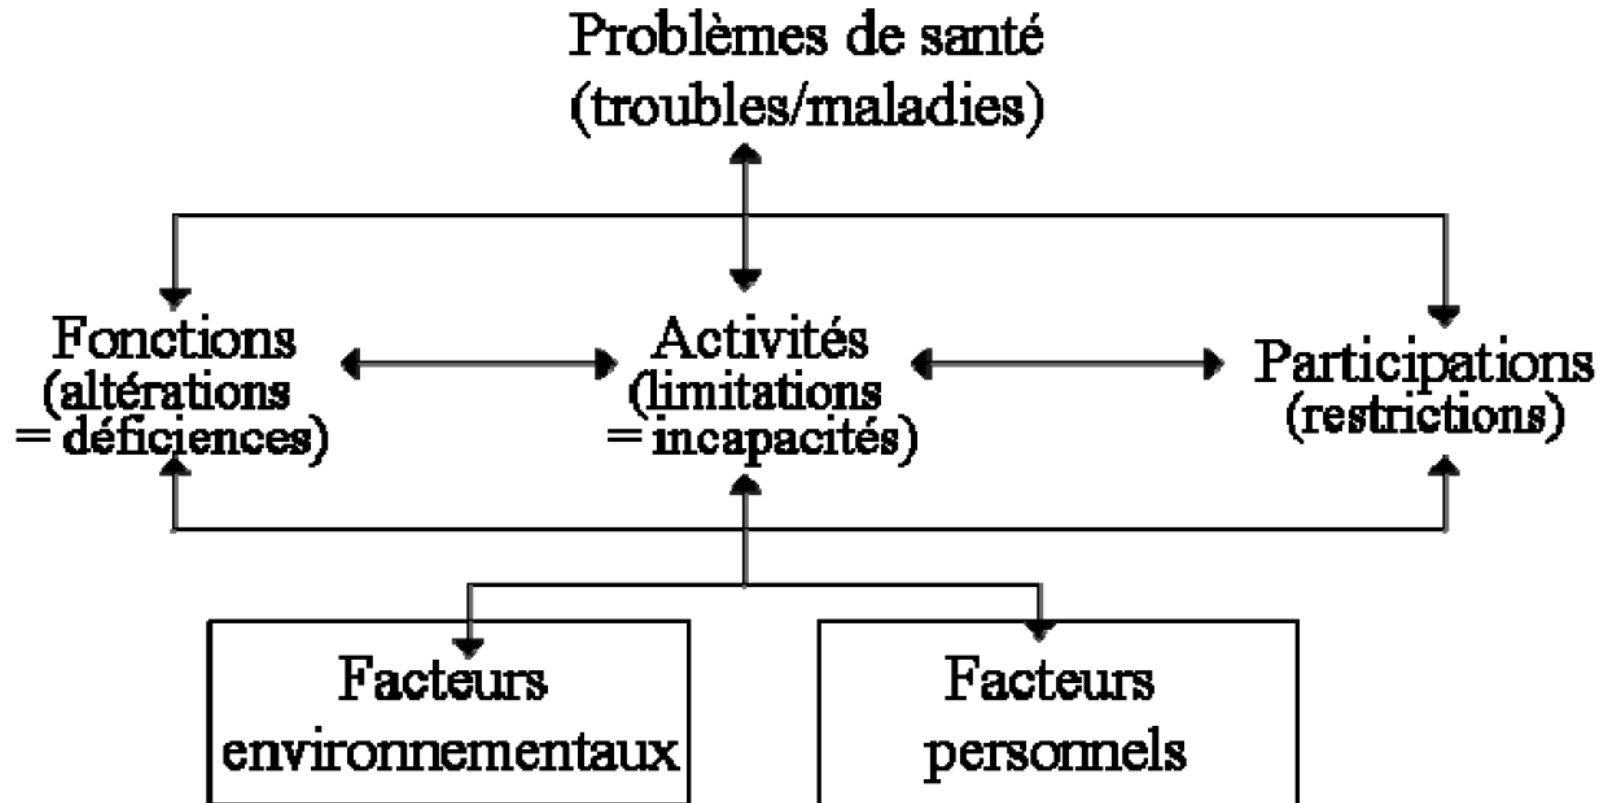 Problèmes de santé
(troubles/maladies)
Fonctions
(altérations
= déficiences)
Activités
(limitations
= incapacités)
Participations
(restrictions)
Facteurs
environnementaux
Facteurs
personnels